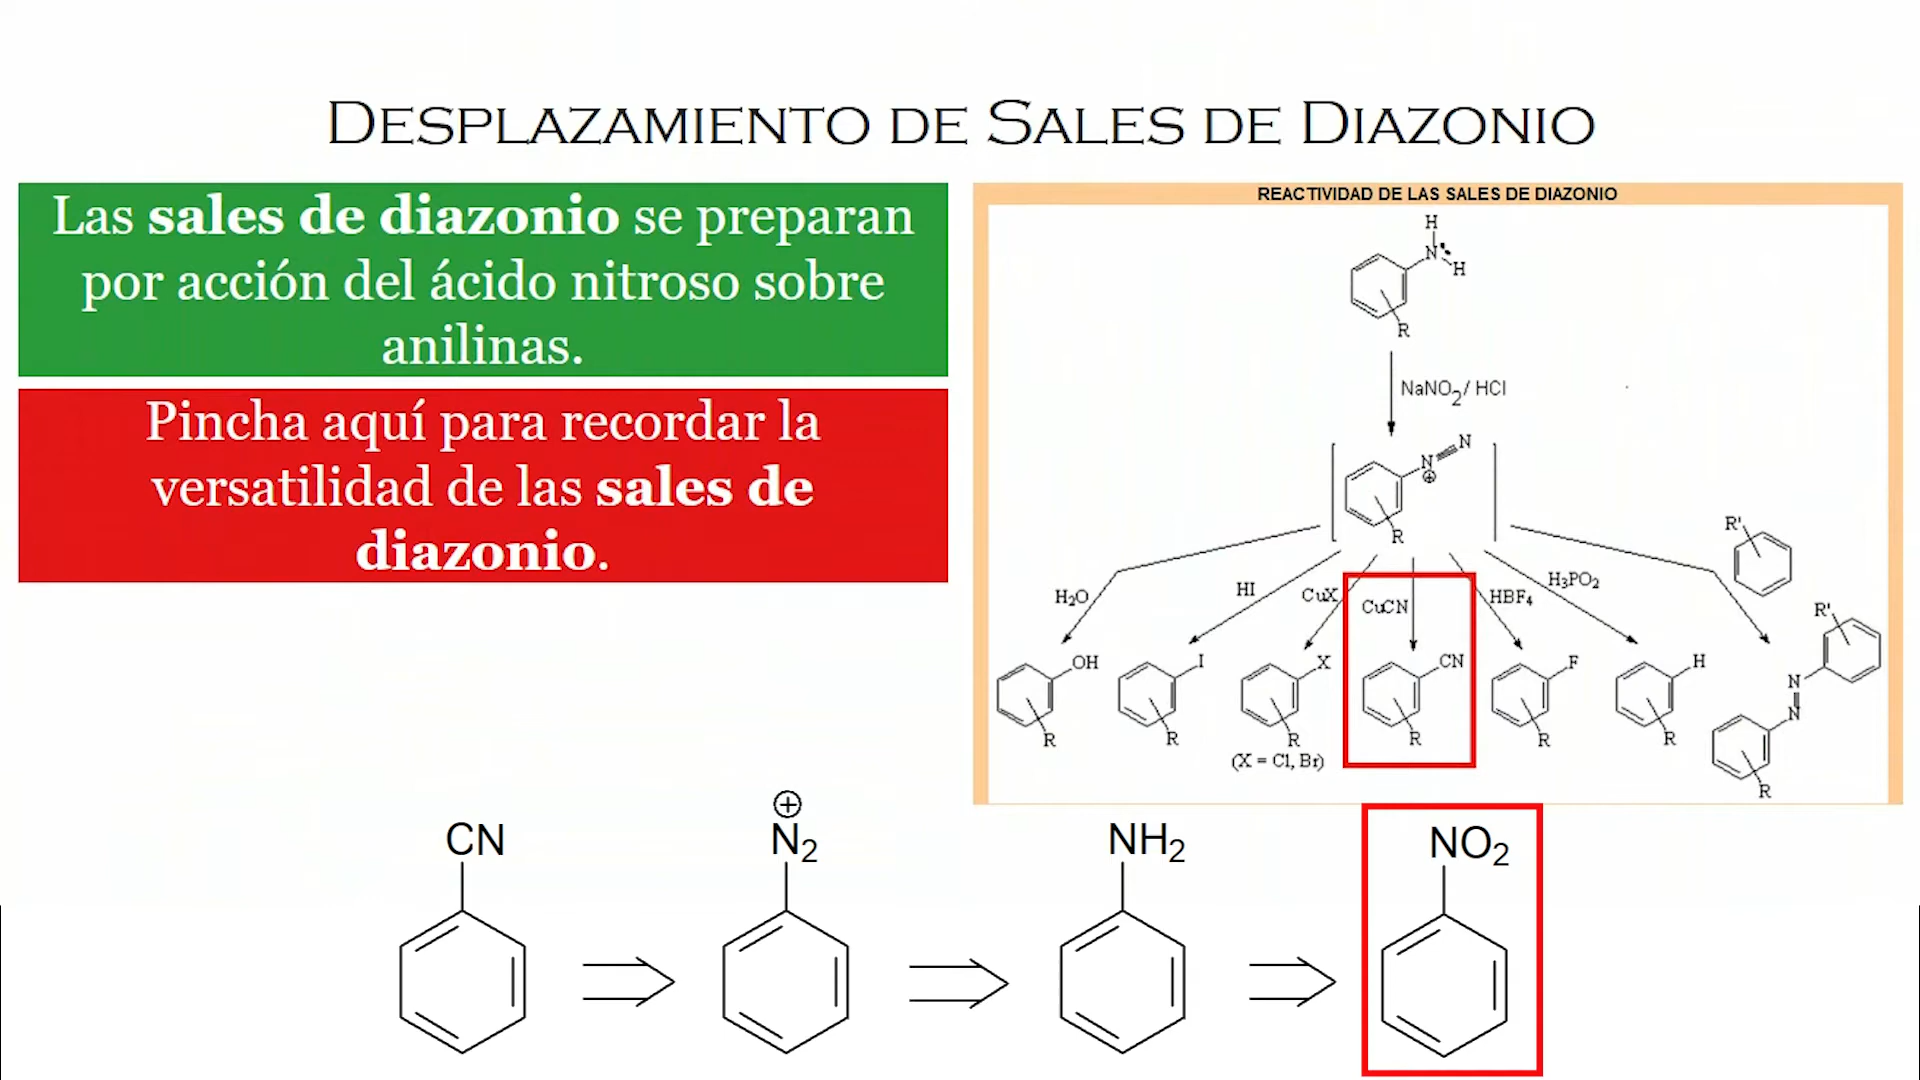 Desplazamiento de Sales de Diazonio
Las sales de diazonio se preparan
por acción del ácido nitroso sobre
anilinas.
Pincha aquí para recordar la
versatilidad de las sales de
diazonio.
REACTIVIDAD DE LAS SALES DE DIAZONIO
H
N
H
R
NaNO2/ HCl
N
N
⊕
R
R'
H2O
HI
CuX
CuCN
HBF4
H3PO2
R'
OH
I
X
CN
F
H
N
N
R
R
R
R
R
R
(X = Cl, Br)
R
⊕
CN
N2
NH2
NO2